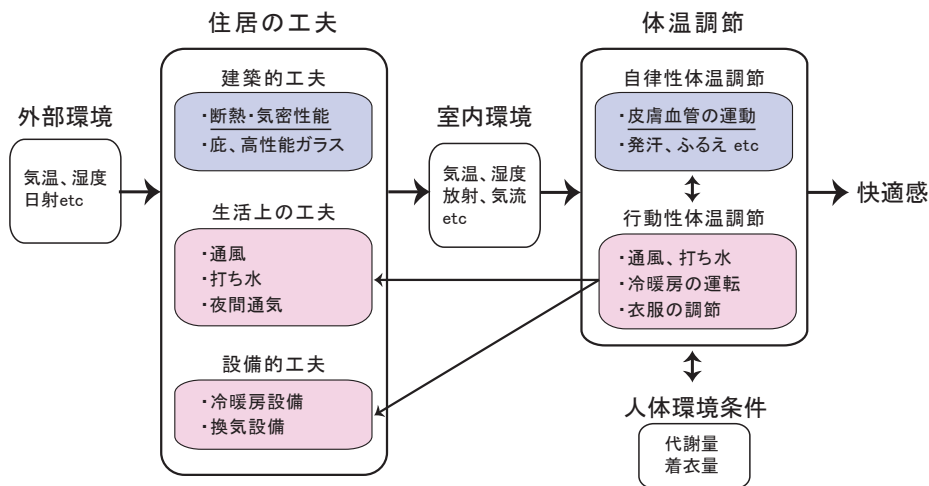 住居の工夫
体温調節
外部環境
気温、湿度
日射etc
建築的工夫
・断熱・気密性能
・庇、高性能ガラス
生活上の工夫
・通風
・打ち水
・夜間通気
設備的工夫
・冷暖房設備
・換気設備
室内環境
気温、湿度
放射、気流
etc
自律性体温調節
・皮膚血管の運動
・発汗、ふるえ etc
行動性体温調節
・通風、打ち水
・冷暖房の運転
・衣服の調節
快適感
人体環境条件
代謝量
着衣量